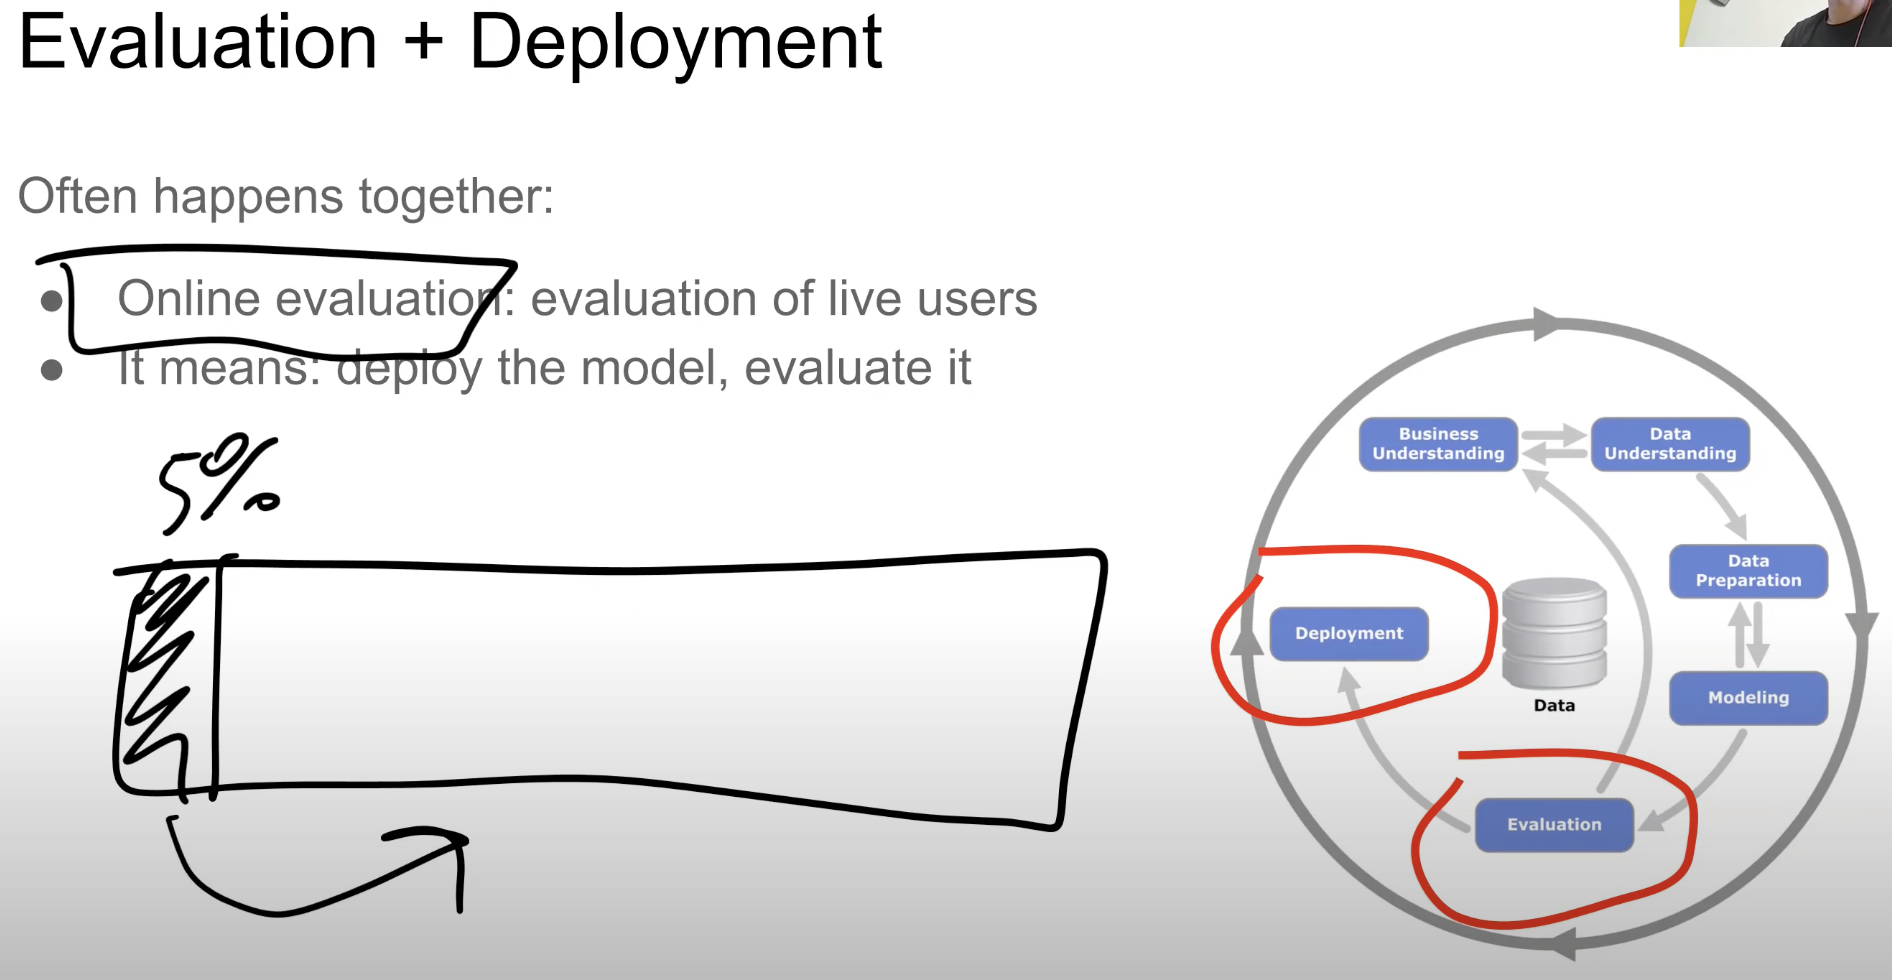 Evaluation + Deployment
Often happens together:
● Online evaluation: evaluation of live users
● It means: deploy the model, evaluate it
5%
Business
Understanding
Data
Understanding
Data
Preparation
Deployment
Data
Modeling
Evaluation